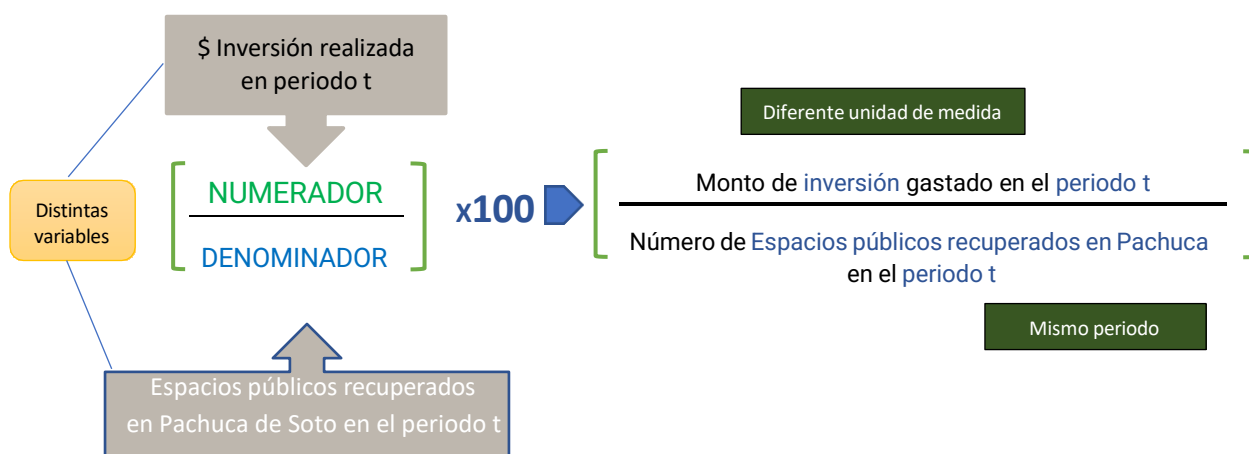 $ Inversión realizada
en periodo t
Diferente unidad de medida
Distintas
variables
NUMERADOR
DENOMINADOR
x100
Monto de inversión gastado en el periodo t
Número de Espacios públicos recuperados en Pachuca
en el periodo t
Mismo periodo
Espacios públicos recuperados
en Pachuca de Soto en el periodo t